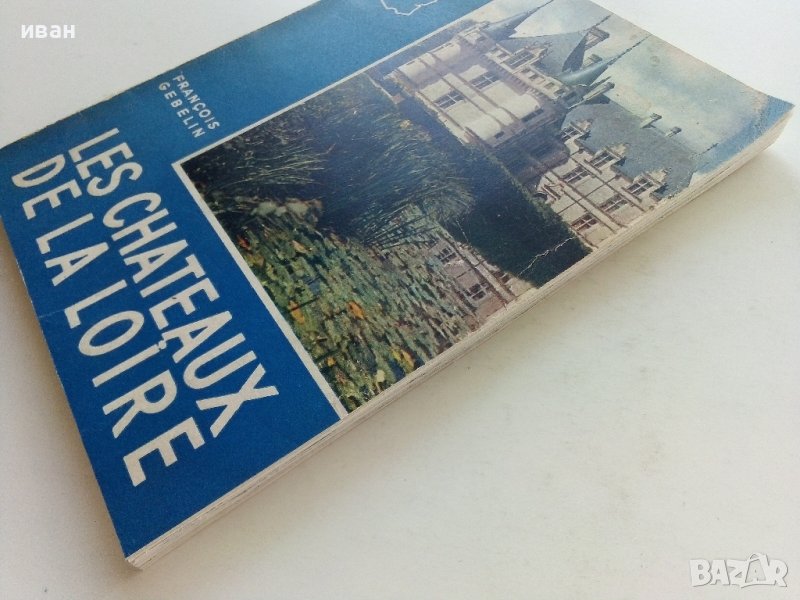 иван
FRANÇOIS
GEBELIN
LES CHATEAUX
DE LA LOIRE
BAZAR